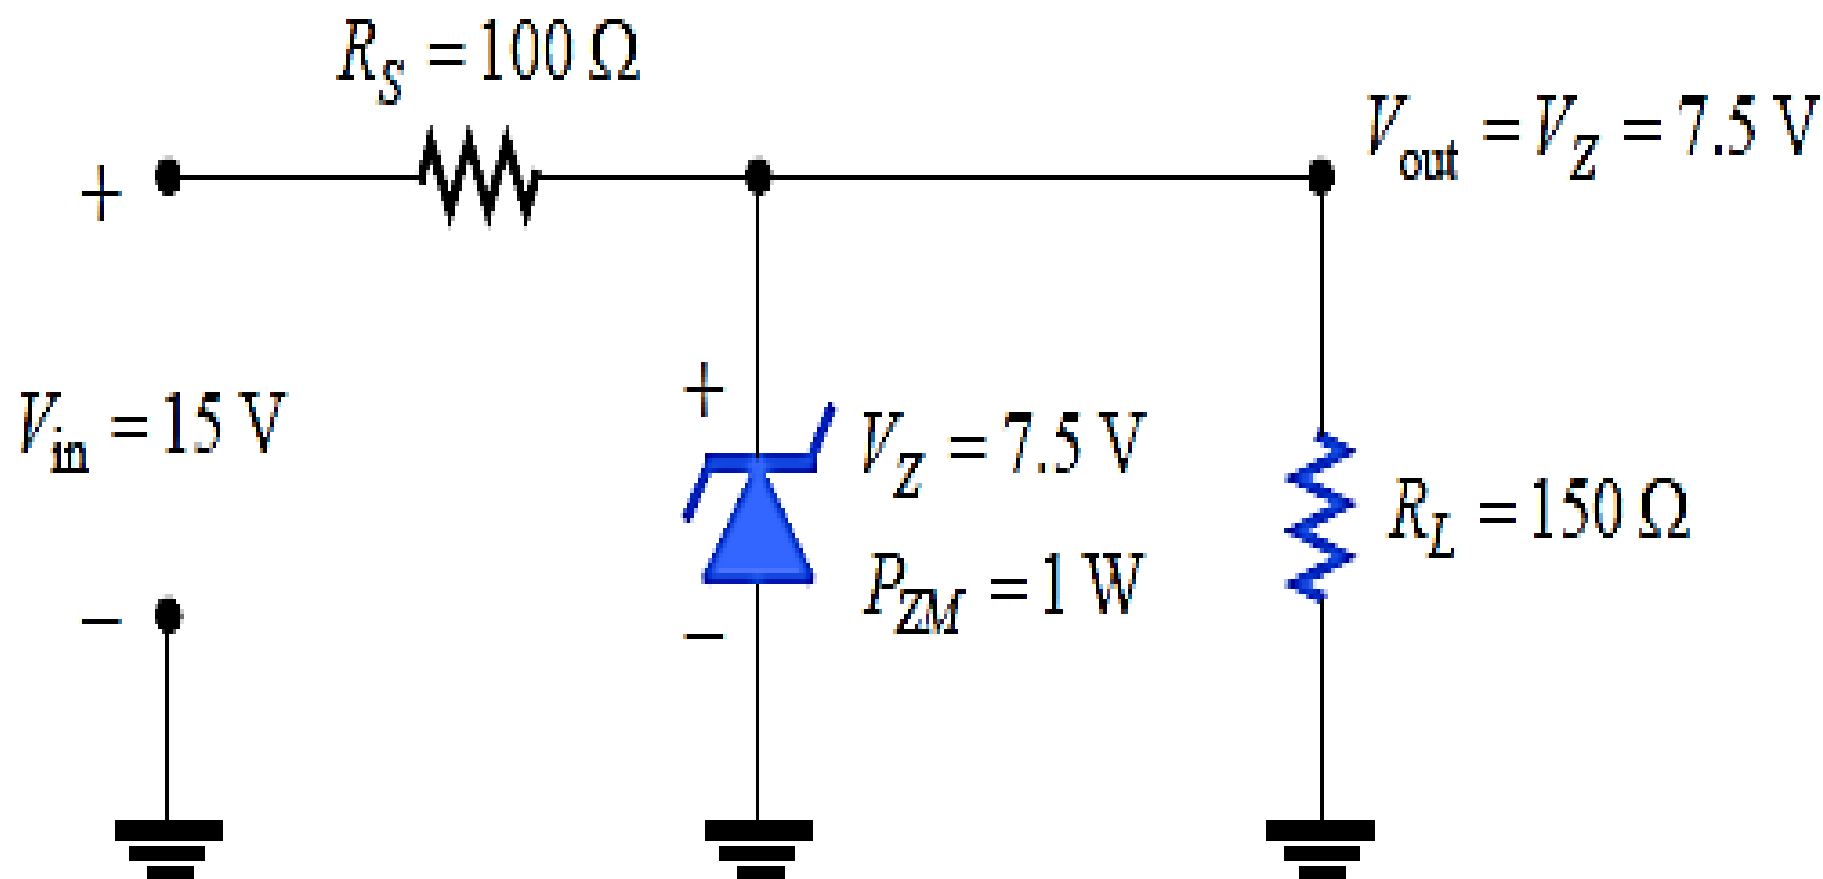 R_S = 100 Ω
V_out = V_Z = 7.5 V
+
+
V_in = 15 V
V_Z = 7.5 V
R_L = 150 Ω
P_ZM = 1 W
−
−